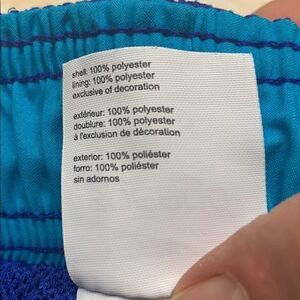 shell: 100% polyester
lining: 100% polyester
exclusive of decoration
extérieur: 100% polyester
doublure: 100% polyester
à l'exclusion de décoration
exterior: 100% poliéster
forro: 100% poliéster
sin adornos